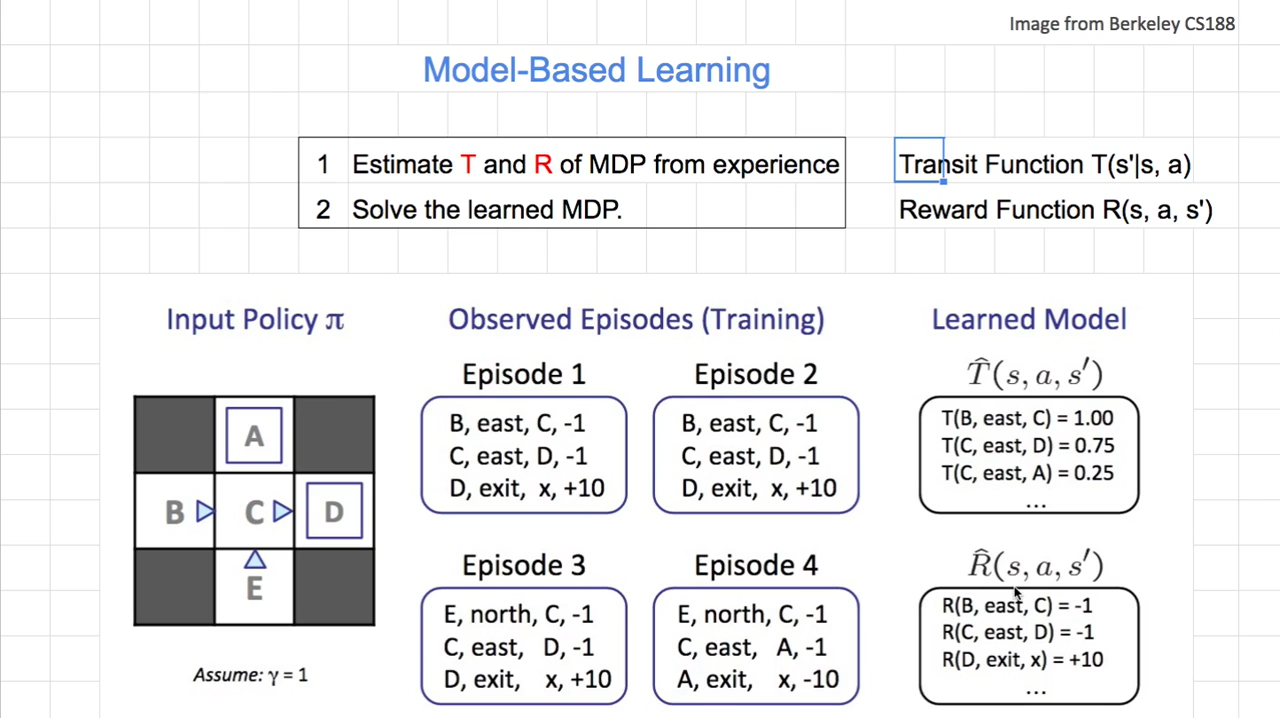 Image from Berkeley CS188
Model-Based Learning
1 Estimate T and R of MDP from experience
Transit Function T(s'|s, a)
2 Solve the learned MDP.
Reward Function R(s, a, s')
Input Policy π
A
B C D
E
Assume: γ = 1
Observed Episodes (Training)
Episode 1
B, east, C, -1
C, east, D, -1
D, exit, x, +10
Episode 2
B, east, C, -1
C, east, D, -1
D, exit, x, +10
Episode 3
E, north, C, -1
C, east, D, -1
D, exit, x, +10
Episode 4
E, north, C, -1
C, east, A, -1
A, exit, x, -10
Learned Model
T̂(s, a, s′)
T(B, east, C) = 1.00
T(C, east, D) = 0.75
T(C, east, A) = 0.25
...
R̂(s, a, s′)
R(B, east, C) = -1
R(C, east, D) = -1
R(D, exit, x) = +10
...